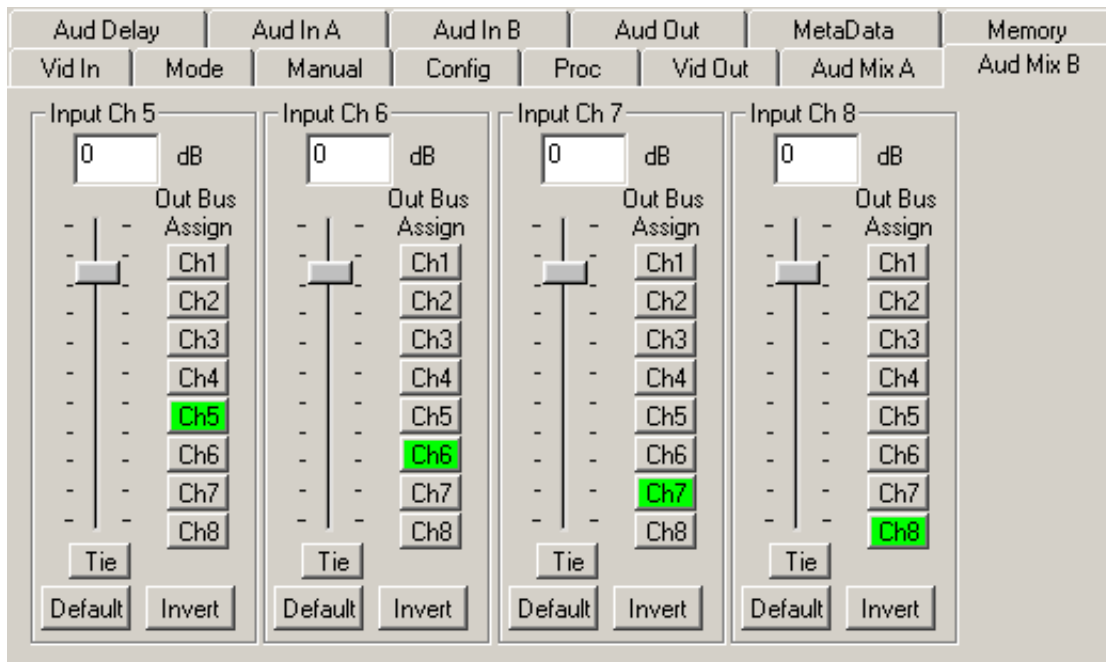 Aud Delay Aud In A Aud In B Aud Out MetaData Memory
Vid In Mode Manual Config Proc Vid Out Aud Mix A Aud Mix B
Input Ch 5 Input Ch 6 Input Ch 7 Input Ch 8
0 dB 0 dB 0 dB 0 dB
Out Bus Out Bus Out Bus Out Bus
Assign Assign Assign Assign
Ch1 Ch1 Ch1 Ch1
Ch2 Ch2 Ch2 Ch2
Ch3 Ch3 Ch3 Ch3
Ch4 Ch4 Ch4 Ch4
Ch5 Ch5 Ch5 Ch5
Ch6 Ch6 Ch6 Ch6
Ch7 Ch7 Ch7 Ch7
Ch8 Ch8 Ch8 Ch8
Tie Tie Tie Tie
Default Invert Default Invert Default Invert Default Invert